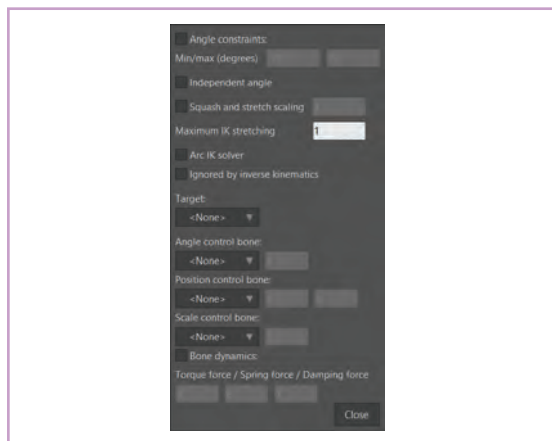 Angle constraints:
Min/max (degrees)
Independent angle
Squash and stretch scaling
Maximum IK stretching 1
Arc IK solver
Ignored by inverse kinematics
Target:
<None>
Angle control bone:
<None>
Position control bone:
<None>
Scale control bone:
<None>
Bone dynamics:
Torque force / Spring force / Damping force
Close